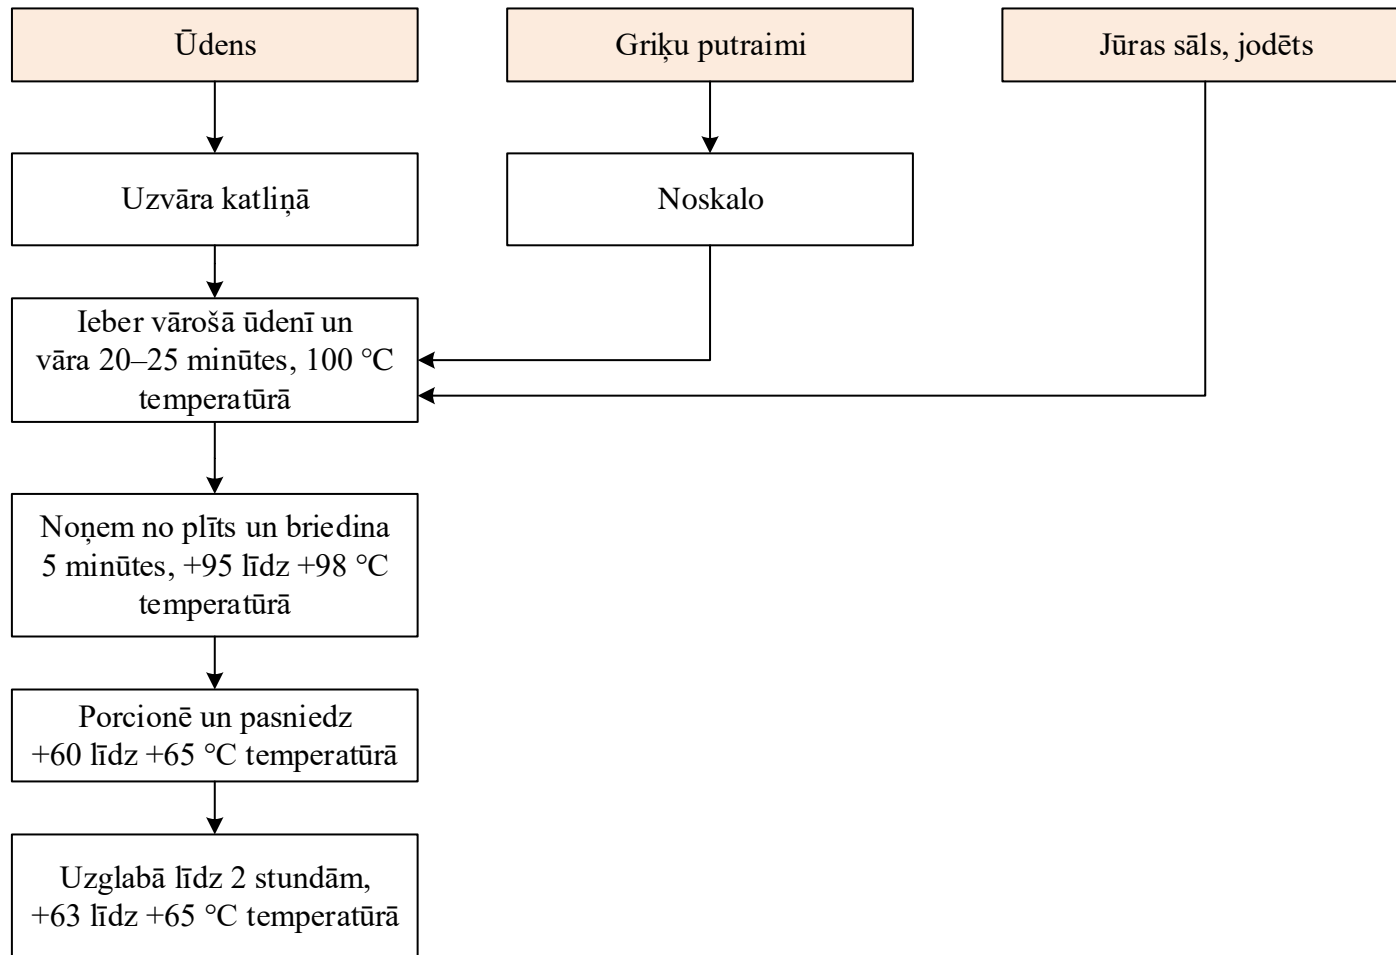 Ūdens
Griķu putraimi
Jūras sāls, jodēts
Uzvāra katliņā
Noskalo
Ieber vārošā ūdenī un
vāra 20–25 minūtes, 100 °C
temperatūrā
Noņem no plīts un briedina
5 minūtes, +95 līdz +98 °C
temperatūrā
Porcionē un pasniedz
+60 līdz +65 °C temperatūrā
Uzglabā līdz 2 stundām,
+63 līdz +65 °C temperatūrā